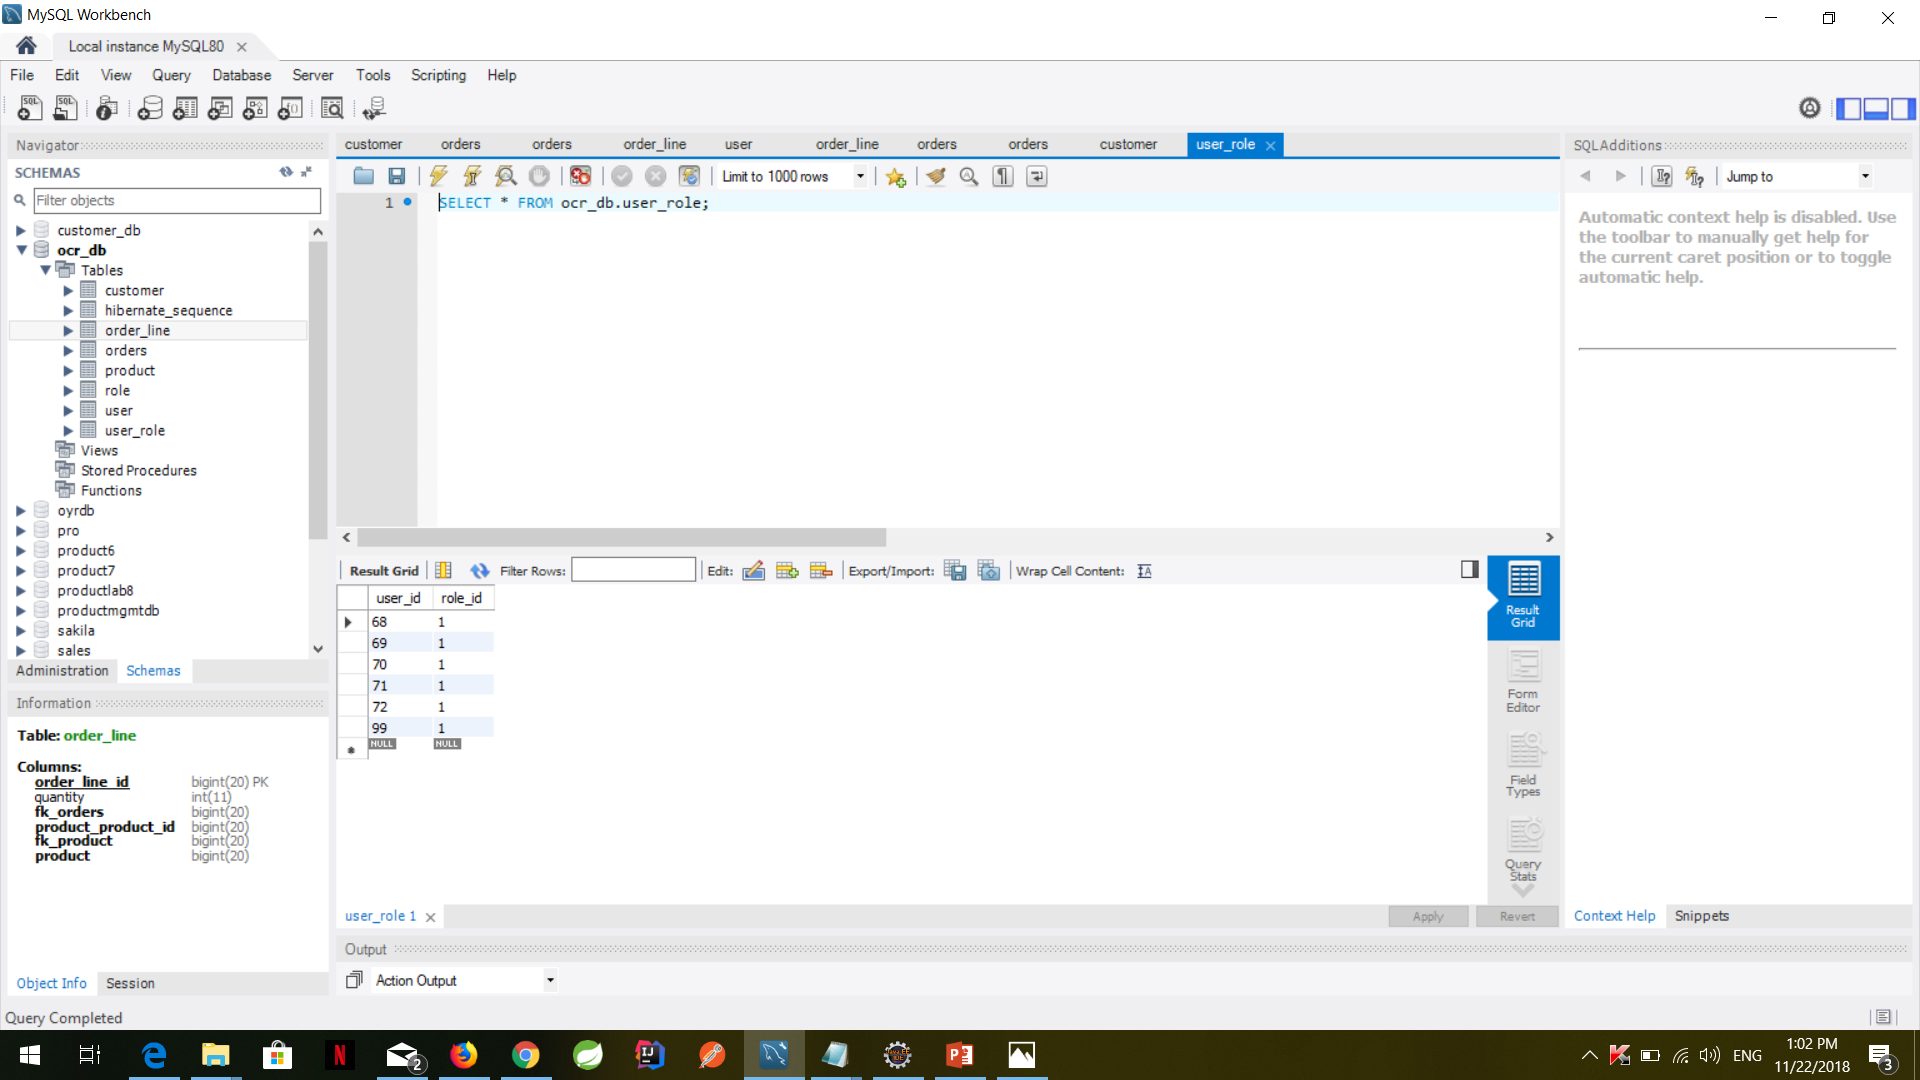 MySQL Workbench
Local instance MySQL80
File Edit View Query Database Server Tools Scripting Help
Navigator
SCHEMAS
Filter objects
customer_db
ocr_db
Tables
customer
hibernate_sequence
order_line
orders
product
role
user
user_role
Views
Stored Procedures
Functions
oyrdb
pro
product6
product7
productlab8
productmgmtdb
sakila
sales
Administration Schemas
Information
Table: order_line
Columns:
order_line_id bigint(20) PK
quantity int(11)
fk_orders bigint(20)
product_product_id bigint(20)
fk_product bigint(20)
product bigint(20)
Object Info Session
customer orders orders order_line user order_line orders orders customer user_role
Limit to 1000 rows
1 SELECT * FROM ocr_db.user_role;
Result Grid Filter Rows: Edit: Export/Import: Wrap Cell Content:
user_id role_id
68 1
69 1
70 1
71 1
72 1
99 1
NULL NULL
Result
Grid
Form
Editor
Field
Types
Query
Stats
user_role 1
Apply Revert
Output
Action Output
SQLAdditions
Jump to
Automatic context help is disabled. Use
the toolbar to manually get help for
the current caret position or to toggle
automatic help.
Context Help Snippets
Query Completed
2
ENG
1:02 PM
11/22/2018
3